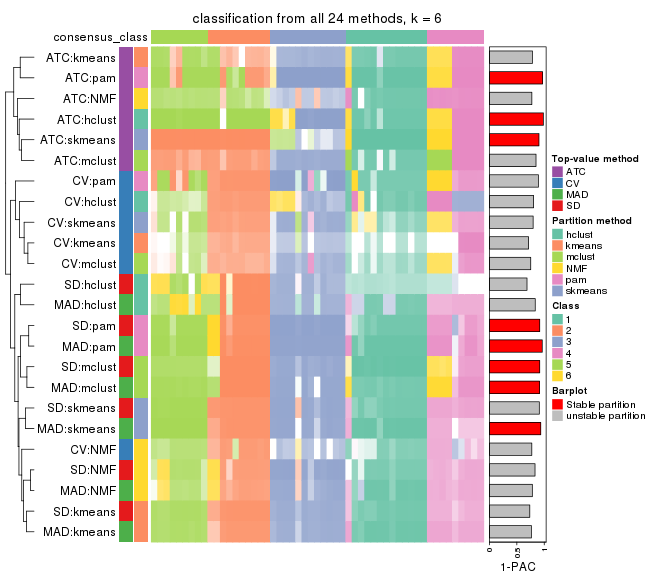 classification from all 24 methods, k = 6
consensus_class
ATC:kmeans
ATC:pam
ATC:NMF
ATC:hclust
ATC:skmeans
ATC:mclust
CV:pam
CV:hclust
CV:skmeans
CV:kmeans
CV:mclust
SD:hclust
MAD:hclust
SD:pam
MAD:pam
SD:mclust
MAD:mclust
SD:skmeans
MAD:skmeans
CV:NMF
SD:NMF
MAD:NMF
SD:kmeans
MAD:kmeans
0
0.5
1
1-PAC
Top-value method
ATC
CV
MAD
SD
Partition method
hclust
kmeans
mclust
NMF
pam
skmeans
Class
1
2
3
4
5
6
Barplot
Stable partition
unstable partition